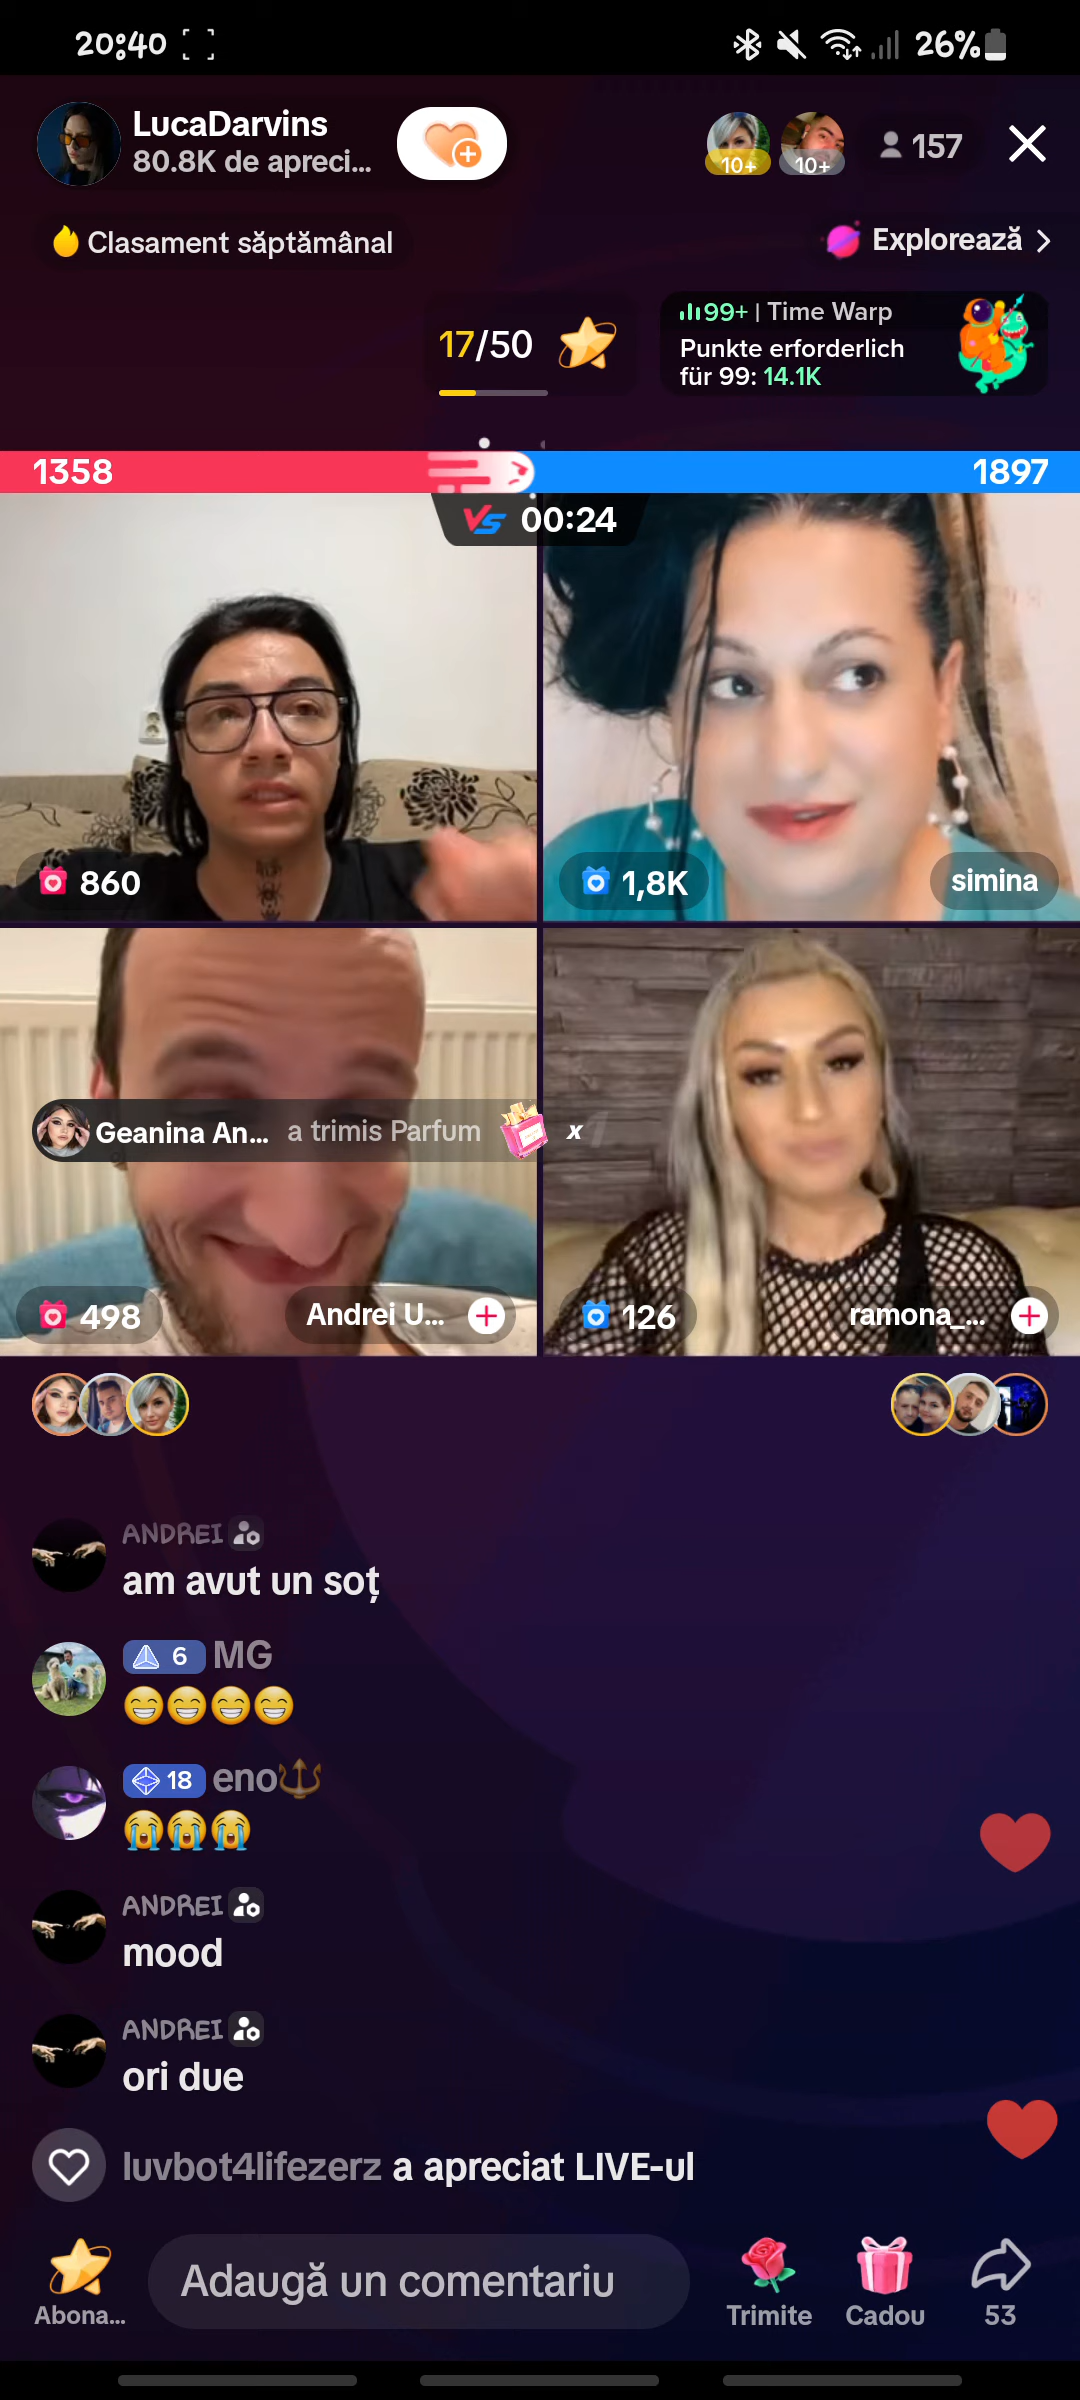 20:40
26%
LucaDarvins
80.8K de apreci...
10+
10+
157
Clasament săptămânal
Explorează
17/50
99+ | Time Warp
Punkte erforderlich
für 99: 14.1K
1358
1897
VS 00:24
860
1,8K
simina
Geanina An... a trimis Parfum x
498
Andrei U...
126
ramona_...
ANDREI
am avut un soț
6 MG
😁😁😁😁
18 eno🔱
😭😭😭
ANDREI
mood
ANDREI
ori due
luvbot4lifezerz a apreciat LIVE-ul
Abona...
Adaugă un comentariu
Trimite
Cadou
53